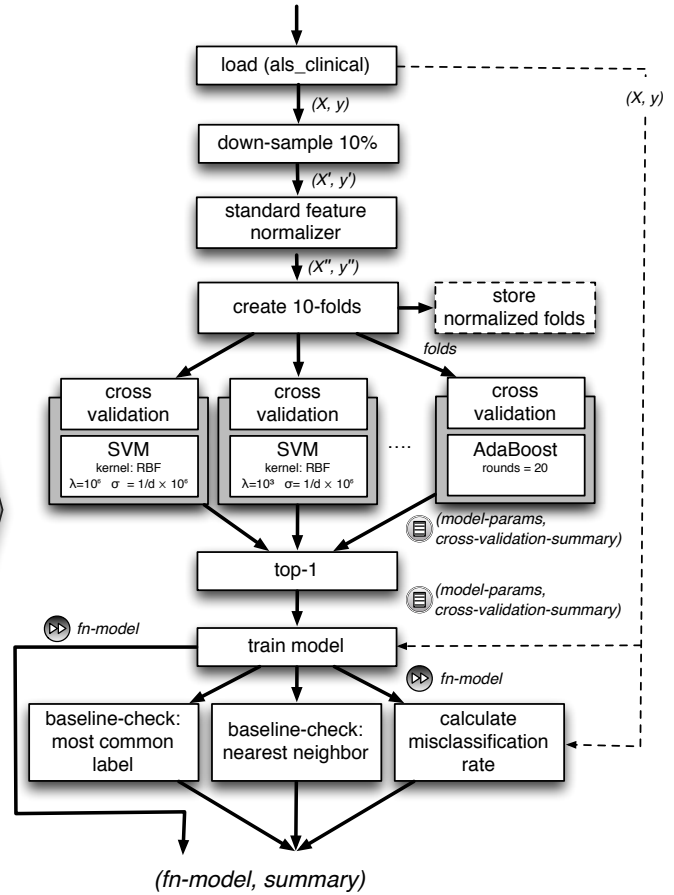 load (als_clinical)
(X, y)
(X, y)
down-sample 10%
(X', y')
standard feature
normalizer
(X'', y'')
create 10-folds
store
normalized folds
folds
cross
validation
SVM
kernel: RBF
λ=10⁶ σ = 1/d × 10⁶
cross
validation
SVM
kernel: RBF
λ=10³ σ= 1/d × 10⁶
....
cross
validation
AdaBoost
rounds = 20
(model-params,
cross-validation-summary)
top-1
(model-params,
cross-validation-summary)
fn-model
train model
fn-model
baseline-check:
most common
label
baseline-check:
nearest neighbor
calculate
misclassification
rate
(fn-model, summary)